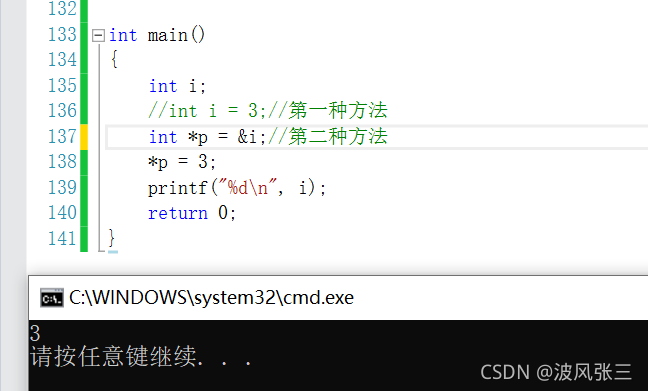 132
133 int main()
134 {
135 int i;
136 //int i = 3;//第一种方法
137 int *p = &i;//第二种方法
138 *p = 3;
139 printf("%d\n", i);
140 return 0;
141 }
C:\WINDOWS\system32\cmd.exe
3
请按任意键继续. . .
CSDN @波风张三